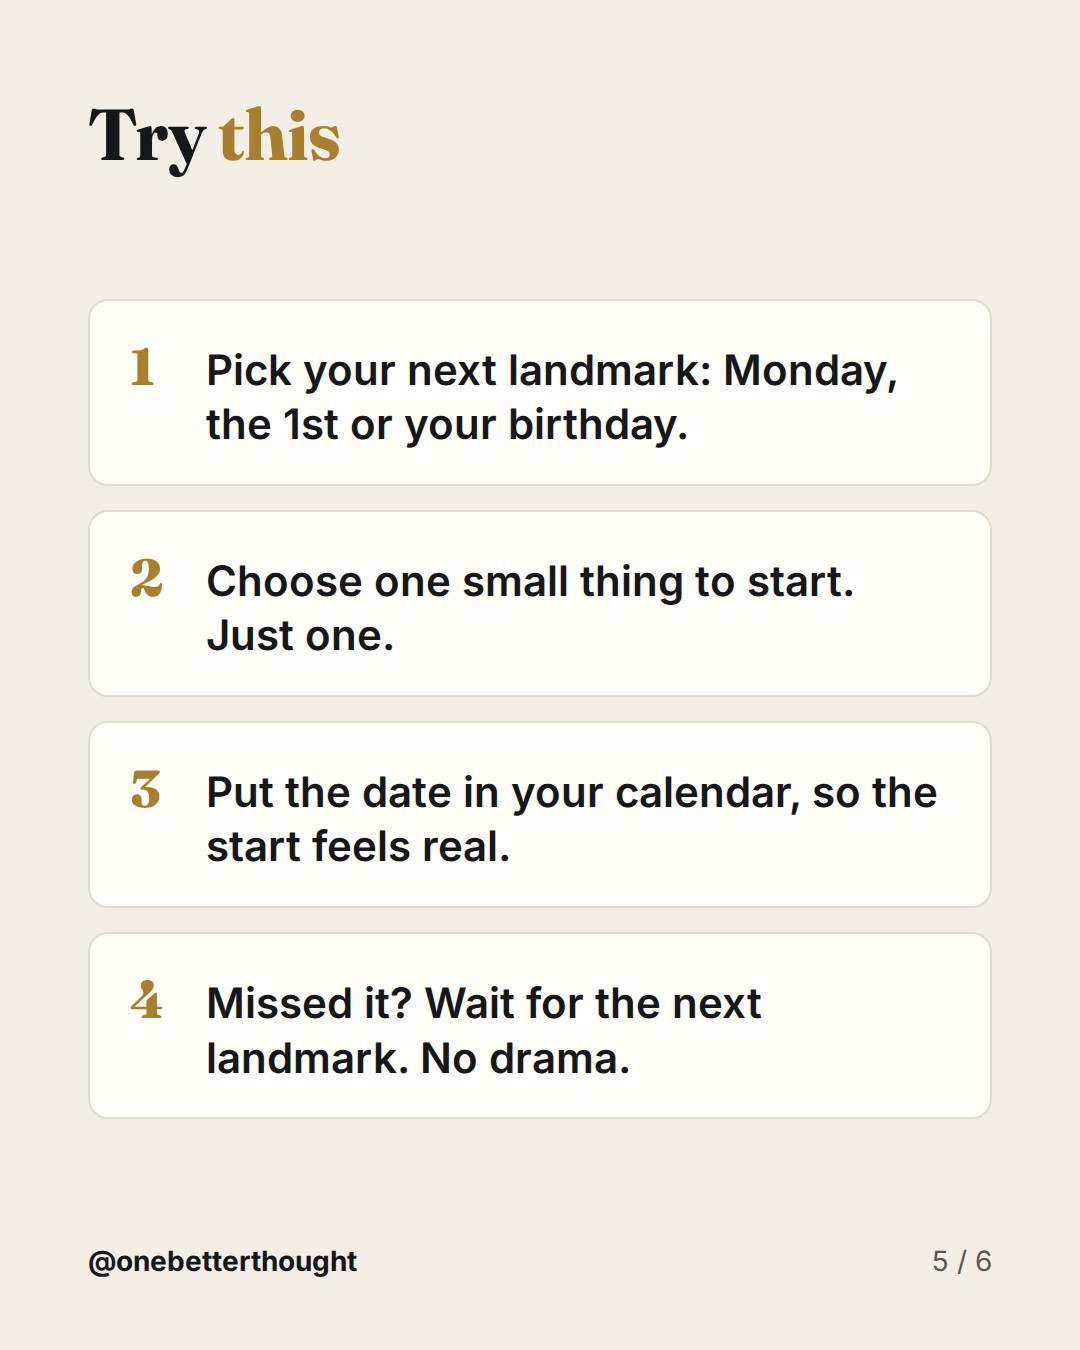 Try this
1 Pick your next landmark: Monday,
the 1st or your birthday.
2 Choose one small thing to start.
Just one.
3 Put the date in your calendar, so the
start feels real.
4 Missed it? Wait for the next
landmark. No drama.
@onebetterthought 5 / 6